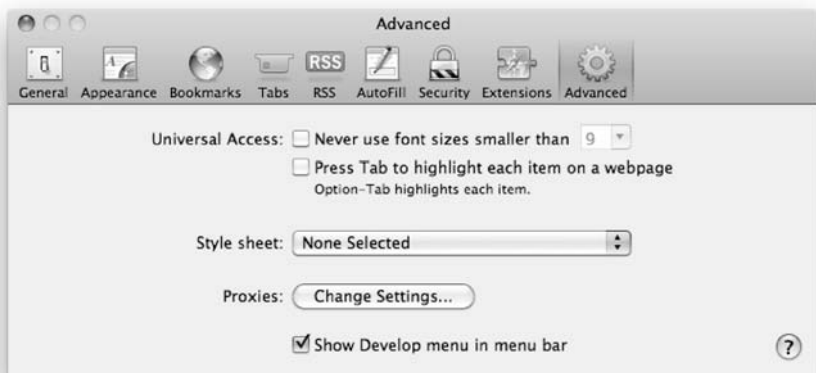 Advanced
RSS
General Appearance Bookmarks Tabs RSS AutoFill Security Extensions Advanced
Universal Access: Never use font sizes smaller than 9
Press Tab to highlight each item on a webpage
Option-Tab highlights each item.
Style sheet: None Selected
Proxies: Change Settings...
Show Develop menu in menu bar
?